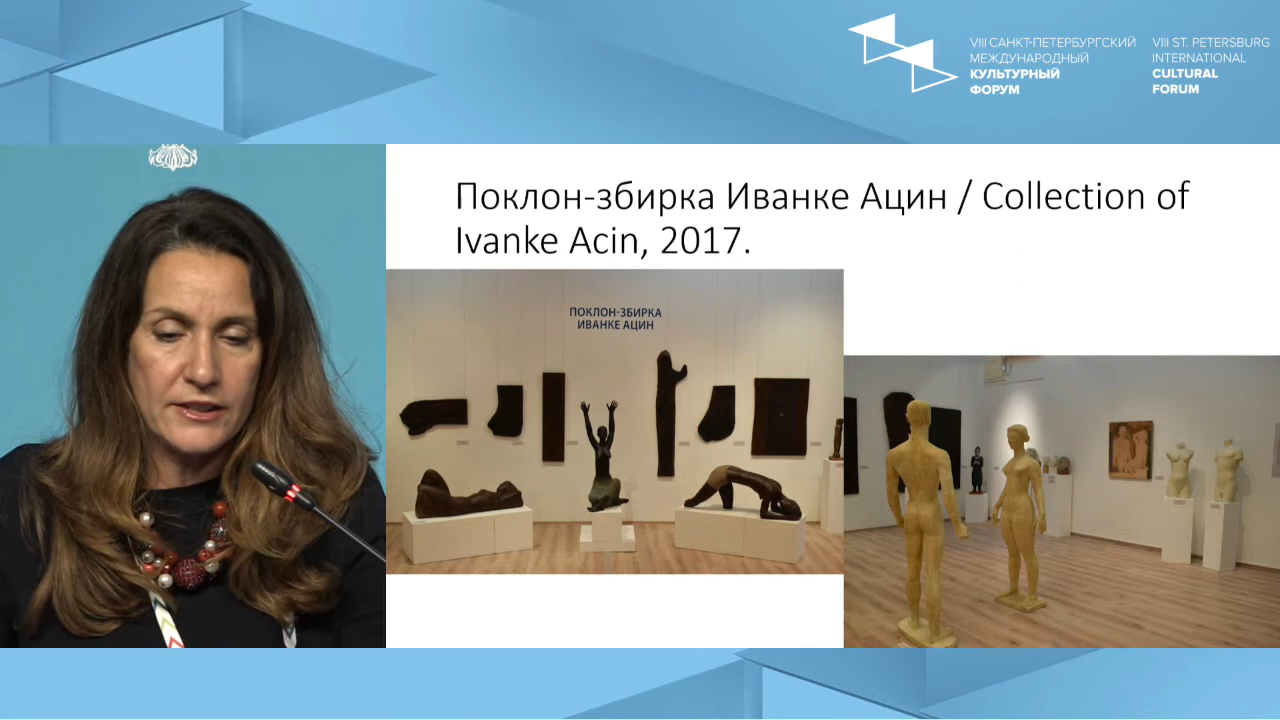 VIII САНКТ-ПЕТЕРБУРГСКИЙ
МЕЖДУНАРОДНЫЙ
КУЛЬТУРНЫЙ
ФОРУМ
VIII ST. PETERSBURG
INTERNATIONAL
CULTURAL
FORUM
Поклон-збирка Иванке Ацин / Collection of
Ivanke Acin, 2017.
ПОКЛОН-ЗБИРКА
ИВАНКЕ АЦИН